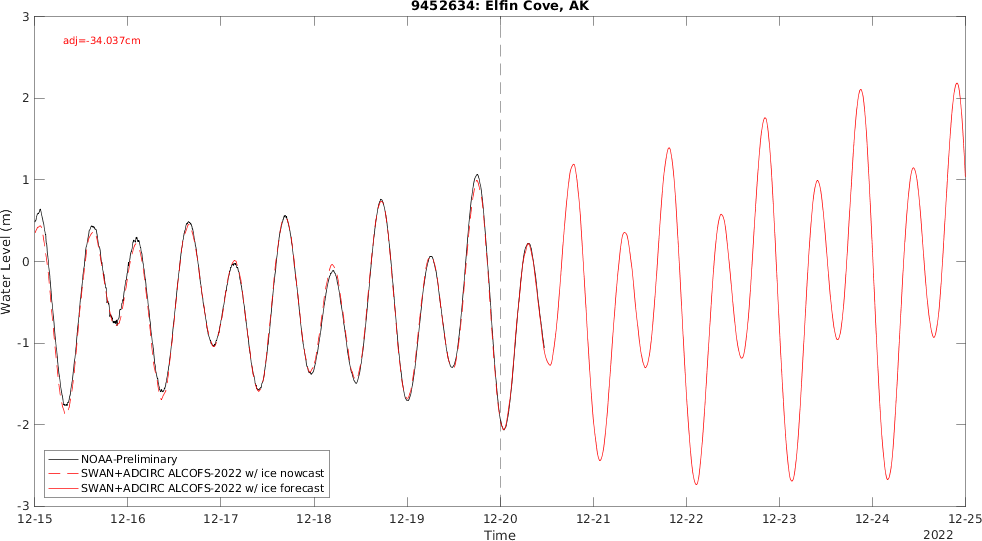 9452634: Elfin Cove, AK
adj=-34.037cm
3
2
1
0
-1
-2
-3
Water Level (m)
NOAA-Preliminary
SWAN+ADCIRC ALCOFS-2022 w/ ice nowcast
SWAN+ADCIRC ALCOFS-2022 w/ ice forecast
12-15 12-16 12-17 12-18 12-19 12-20 12-21 12-22 12-23 12-24 12-25
Time
2022